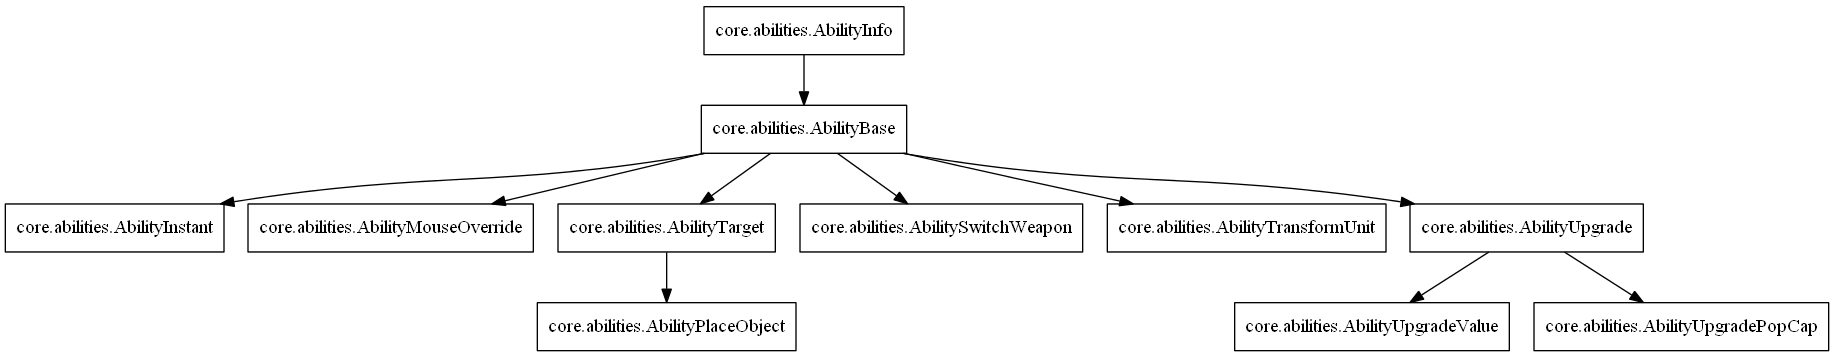 core.abilities.AbilityInfo
core.abilities.AbilityBase
core.abilities.AbilityInstant
core.abilities.AbilityMouseOverride
core.abilities.AbilityTarget
core.abilities.AbilitySwitchWeapon
core.abilities.AbilityTransformUnit
core.abilities.AbilityUpgrade
core.abilities.AbilityPlaceObject
core.abilities.AbilityUpgradeValue
core.abilities.AbilityUpgradePopCap